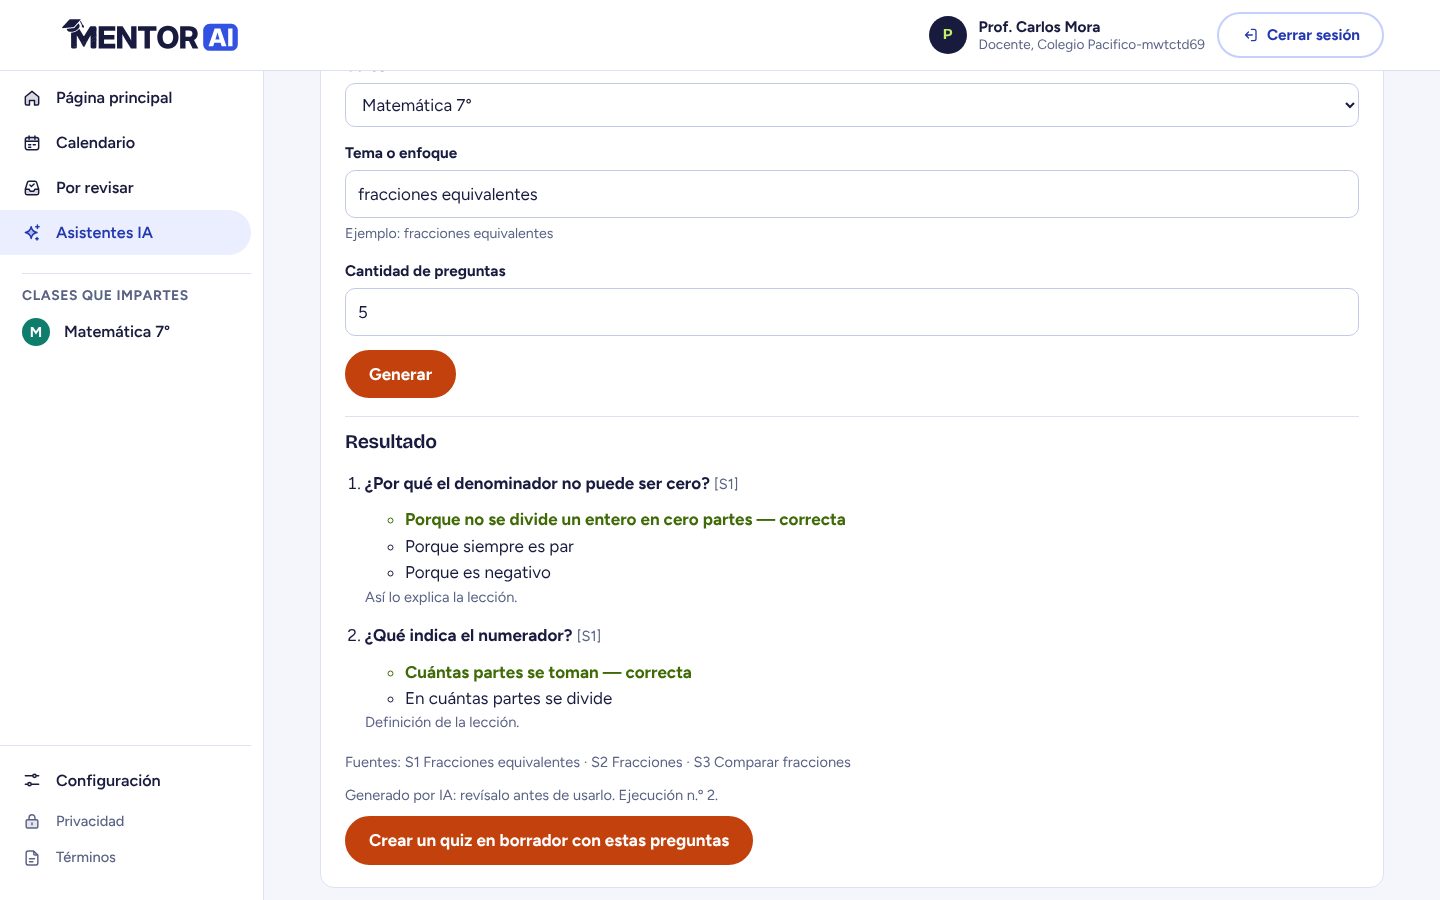 MENTOR AI
P
Prof. Carlos Mora
Docente, Colegio Pacifico-mwtctd69
Cerrar sesión
Página principal
Calendario
Por revisar
Asistentes IA
CLASES QUE IMPARTES
M
Matemática 7°
Configuración
Privacidad
Términos
Matemática 7°
Tema o enfoque
fracciones equivalentes
Ejemplo: fracciones equivalentes
Cantidad de preguntas
5
Generar
Resultado
1. ¿Por qué el denominador no puede ser cero? [S1]
Porque no se divide un entero en cero partes — correcta
Porque siempre es par
Porque es negativo
Así lo explica la lección.
2. ¿Qué indica el numerador? [S1]
Cuántas partes se toman — correcta
En cuántas partes se divide
Definición de la lección.
Fuentes: S1 Fracciones equivalentes · S2 Fracciones · S3 Comparar fracciones
Generado por IA: revísalo antes de usarlo. Ejecución n.º 2.
Crear un quiz en borrador con estas preguntas